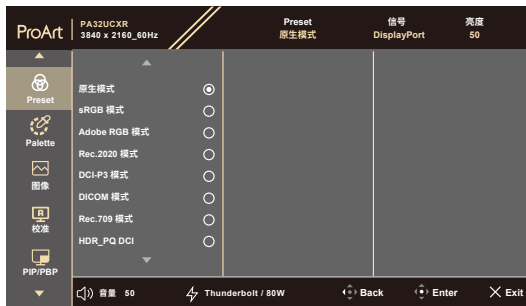 ProArt
PA32UCXR
3840 x 2160_60Hz
Preset
原生模式
信号
DisplayPort
亮度
50
Preset
Palette
图像
校准
PIP/PBP
原生模式
sRGB 模式
Adobe RGB 模式
Rec.2020 模式
DCI-P3 模式
DICOM 模式
Rec.709 模式
HDR_PQ DCI
音量 50
Thunderbolt / 80W
Back
Enter
Exit